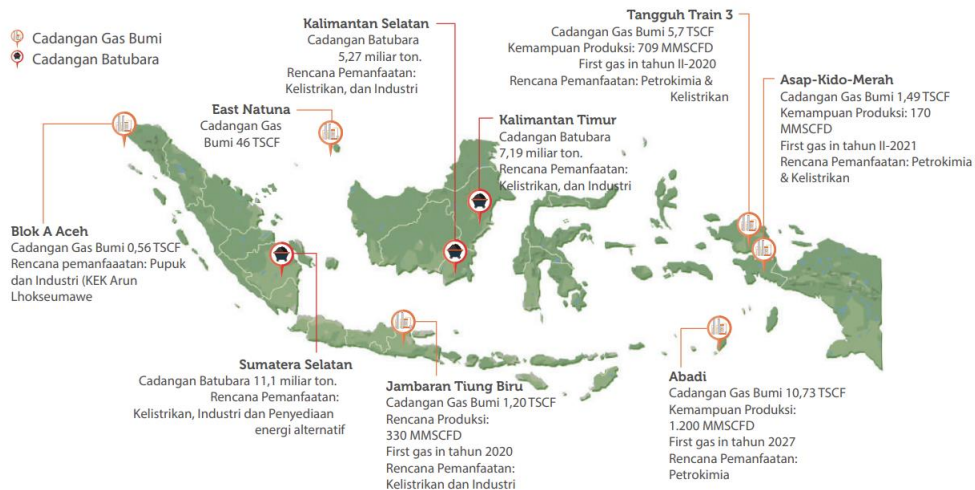 Cadangan Gas Bumi
Cadangan Batubara
Kalimantan Selatan
Cadangan Batubara
5,27 miliar ton.
Rencana Pemanfaatan:
Kelistrikan, dan Industri
Tangguh Train 3
Cadangan Gas Bumi 5,7 TSCF
Kemampuan Produksi: 709 MMSCFD
First gas in tahun II-2020
Rencana Pemanfaatan: Petrokimia &
Kelistrikan
Asap-Kido-Merah
Cadangan Gas Bumi 1,49 TSCF
Kemampuan Produksi: 170
MMSCFD
First gas in tahun II-2021
Rencana Pemanfaatan: Petrokimia
& Kelistrikan
East Natuna
Cadangan Gas
Bumi 46 TSCF
Kalimantan Timur
Cadangan Batubara
7,19 miliar ton.
Rencana Pemanfaatan:
Kelistrikan, dan Industri
Blok A Aceh
Cadangan Gas Bumi 0,56 TSCF
Rencana pemanfaaatan: Pupuk
dan Industri (KEK Arun
Lhokseumawe
Sumatera Selatan
Cadangan Batubara 11,1 miliar ton.
Rencana Pemanfaatan:
Kelistrikan, Industri dan Penyediaan
energi alternatif
Jambaran Tiung Biru
Cadangan Gas Bumi 1,20 TSCF
Rencana Produksi:
330 MMSCFD
First gas in tahun 2020
Rencana Pemanfaatan:
Kelistrikan dan Industri
Abadi
Cadangan Gas Bumi 10,73 TSCF
Kemampuan Produksi:
1.200 MMSCFD
First gas in tahun 2027
Rencana Pemanfaatan:
Petrokimia